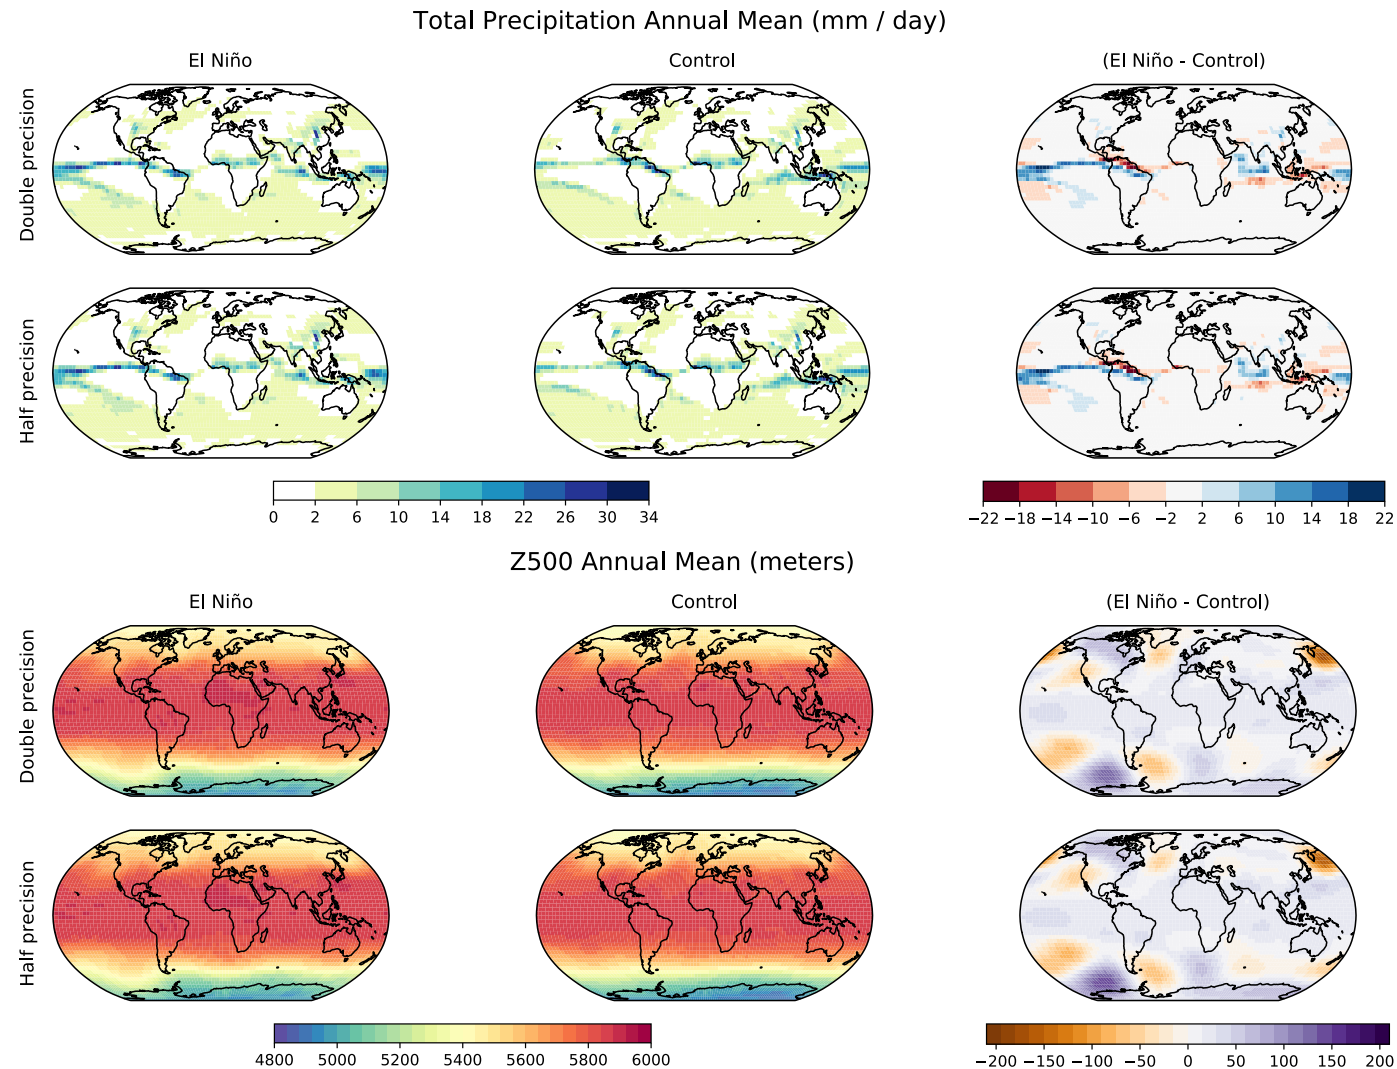 Total Precipitation Annual Mean (mm / day)
El Niño
Control
(El Niño - Control)
Double precision
Half precision
0 2 6 10 14 18 22 26 30 34
−22 −18 −14 −10 −6 −2 2 6 10 14 18 22
Z500 Annual Mean (meters)
El Niño
Control
(El Niño - Control)
Double precision
Half precision
4800 5000 5200 5400 5600 5800 6000
−200 −150 −100 −50 0 50 100 150 200